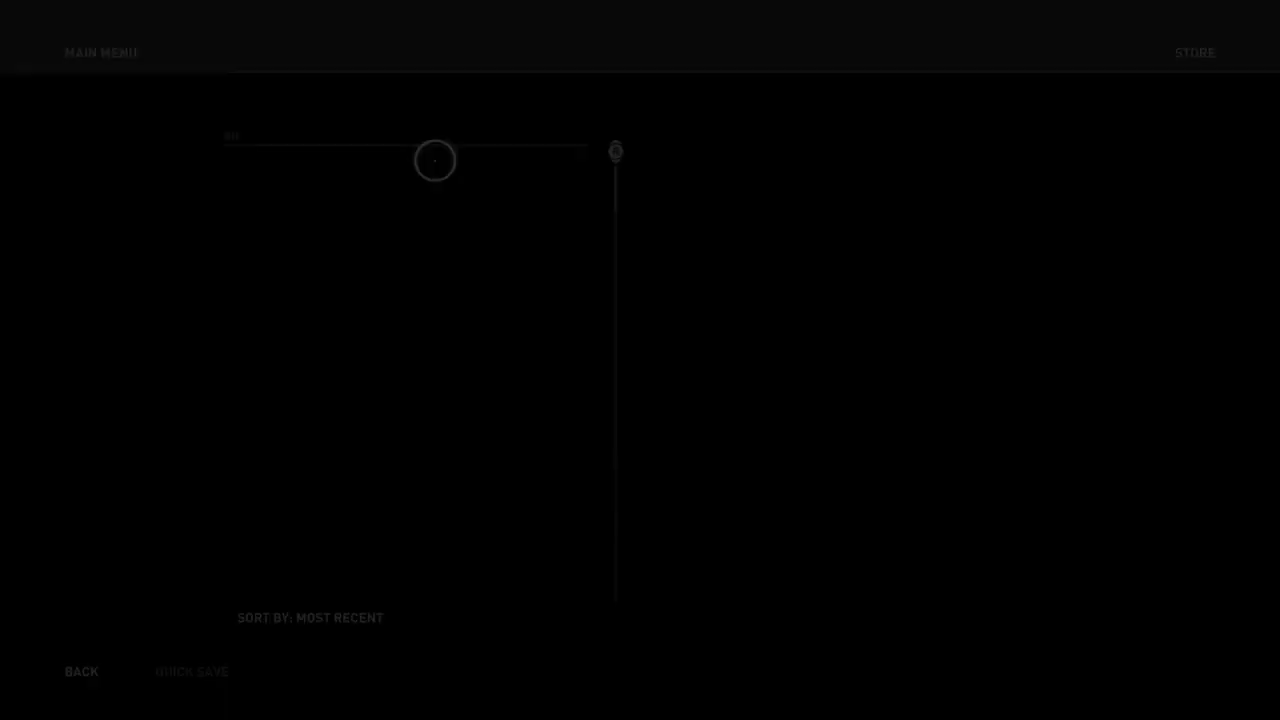 MAIN MENU
STORE
SORT BY: MOST RECENT
BACK
QUICK SAVE